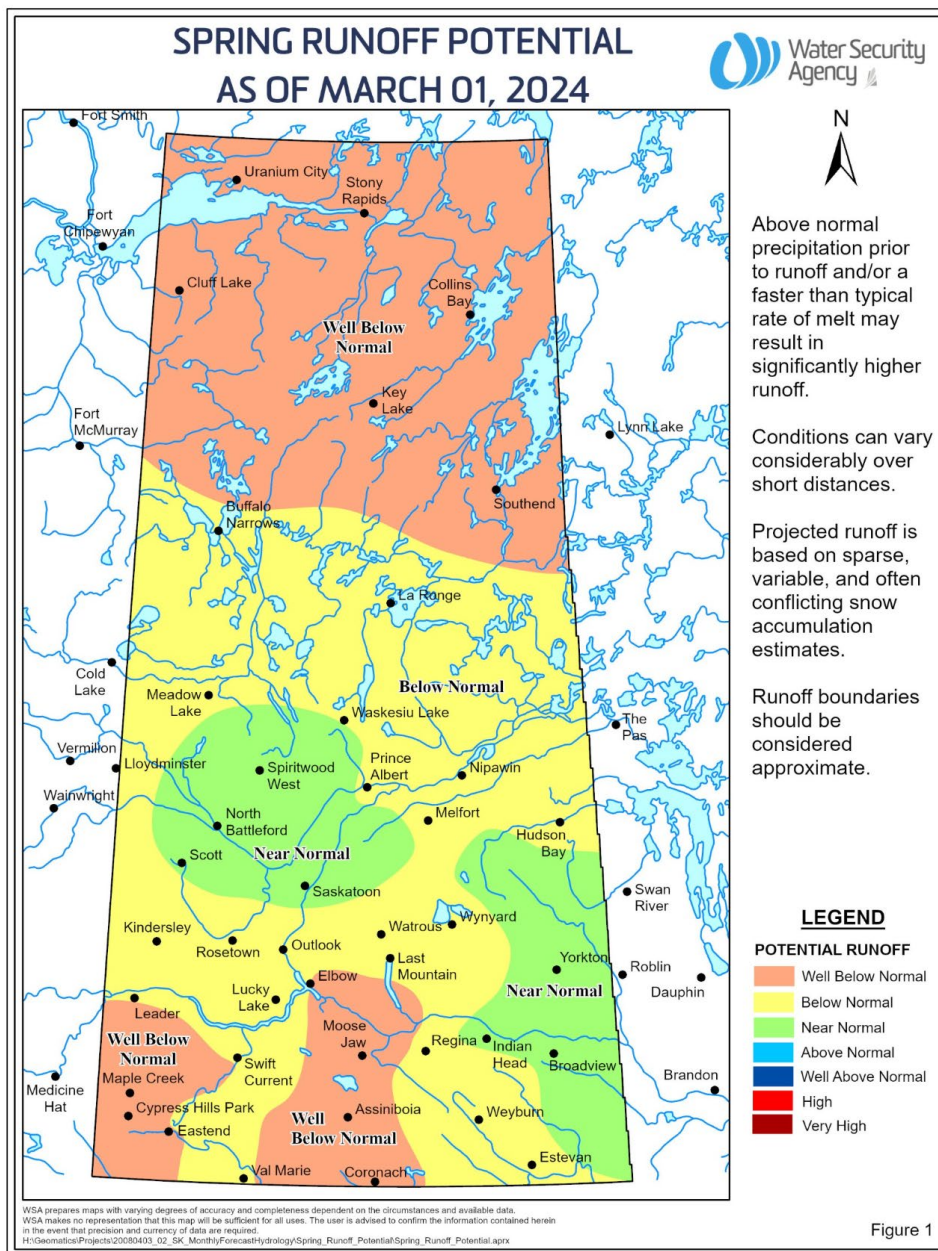 SPRING RUNOFF POTENTIAL
AS OF MARCH 01, 2024
Water Security
Agency
N
Above normal
precipitation prior
to runoff and/or a
faster than typical
rate of melt may
result in
significantly higher
runoff.
Conditions can vary
considerably over
short distances.
Projected runoff is
based on sparse,
variable, and often
conflicting snow
accumulation
estimates.
Runoff boundaries
should be
considered
approximate.
Fort Smith
Uranium City
Stony
Rapids
Fort
Chipewyan
Cluff Lake
Collins
Bay
Well Below
Normal
Key
Lake
Fort
McMurray
Lynn Lake
Southend
Buffalo
Narrows
La Ronge
Cold
Lake
Meadow
Lake
Below Normal
Waskesiu Lake
The
Pas
Vermilion
Lloydminster
Spiritwood
West
Prince
Albert
Nipawin
Wainwright
North
Battleford
Melfort
Hudson
Bay
Near Normal
Scott
Saskatoon
Swan
River
Kindersley
Rosetown
Outlook
Watrous
Wynyard
Last
Mountain
Yorkton
Roblin
Dauphin
Elbow
Near Normal
Lucky
Lake
Leader
Moose
Jaw
Well Below
Normal
Regina
Indian
Head
Broadview
Swift
Current
Medicine
Hat
Maple Creek
Brandon
Cypress Hills Park
Assiniboia
Weyburn
Well
Below Normal
Eastend
Estevan
Val Marie
Coronach
LEGEND
POTENTIAL RUNOFF
Well Below Normal
Below Normal
Near Normal
Above Normal
Well Above Normal
High
Very High
WSA prepares maps with varying degrees of accuracy and completeness dependent on the circumstances and available data.
WSA makes no representation that this map will be sufficient for all uses. The user is advised to confirm the information contained herein
in the event that precision and currency of data are required.
H:\Geomatics\Projects\20080403_02_SK_MonthlyForecastHydrology\Spring_Runoff_Potential\Spring_Runoff_Potential.aprx
Figure 1